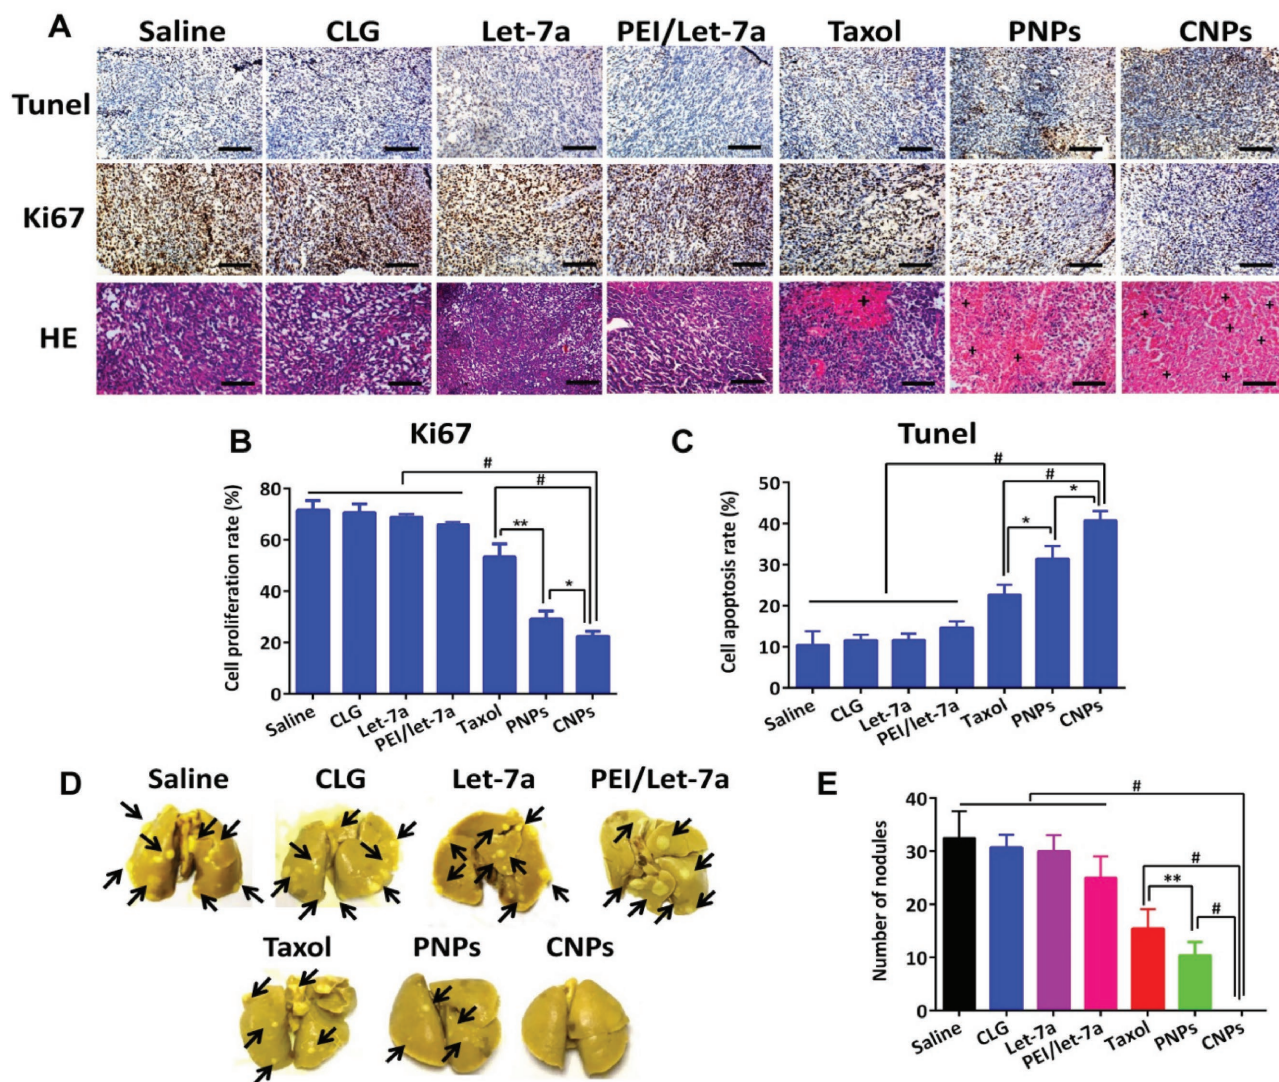 A
Saline CLG Let-7a PEI/Let-7a Taxol PNPs CNPs
Tunel
Ki67
HE
B
Ki67
Cell proliferation rate (%)
80
60
40
20
0
#
#
**
*
Saline CLG Let-7a PEI/let-7a Taxol PNPs CNPs
C
Tunel
Cell apoptosis rate (%)
50
40
30
20
10
0
#
#
*
*
Saline CLG Let-7a PEI/let-7a Taxol PNPs CNPs
D
Saline CLG Let-7a PEI/Let-7a
Taxol PNPs CNPs
E
Number of nodules
40
30
20
10
0
#
#
**
#
Saline CLG Let-7a PEI/let-7a Taxol PNPs CNPs